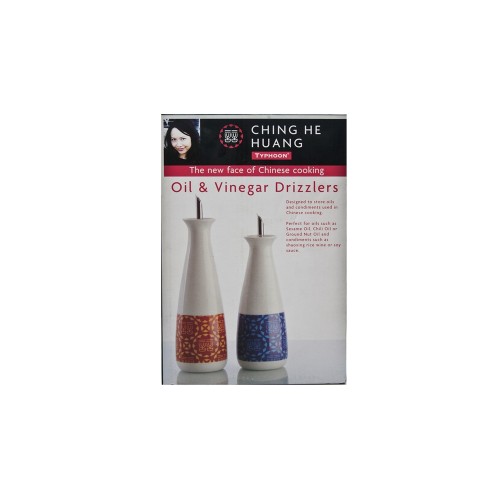 CHING HE
HUANG
TYPHOON
The new face of Chinese cooking
Oil & Vinegar Drizzlers
Designed to store oils
and condiments used in
Chinese cooking.
Perfect for oils such as
Sesame Oil, Chili Oil or
Ground Nut Oil and
condiments such as
shaoxing rice wine or soy
sauce.